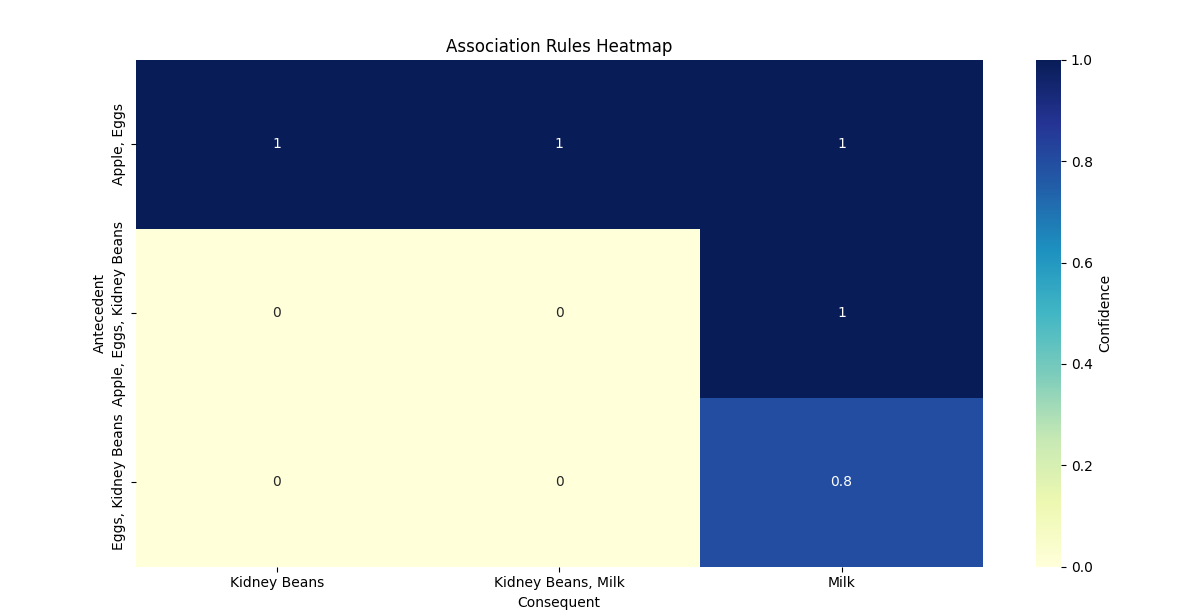 Association Rules Heatmap
Antecedent
Apple, Eggs
Apple, Eggs, Kidney Beans
Eggs, Kidney Beans
1 1 1
0 0 1
0 0 0.8
Kidney Beans Kidney Beans, Milk Milk
Consequent
1.0
0.8
0.6
0.4
0.2
0.0
Confidence